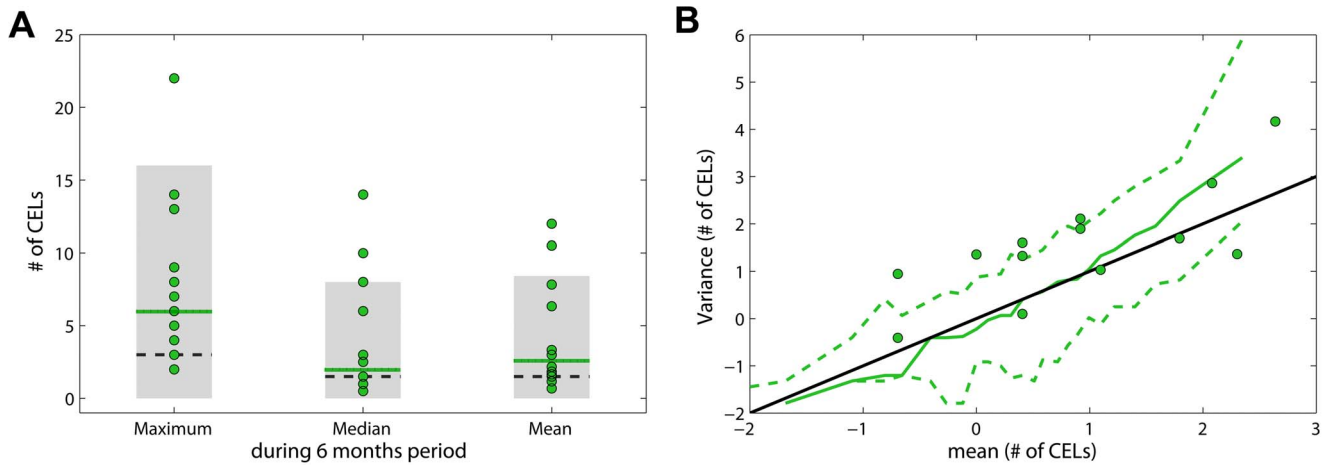 A
25
20
15
10
5
0
# of CELs
Maximum
Median
Mean
during 6 months period
B
6
5
4
3
2
1
0
−1
−2
Variance (# of CELs)
−2
−1
0
1
2
3
mean (# of CELs)